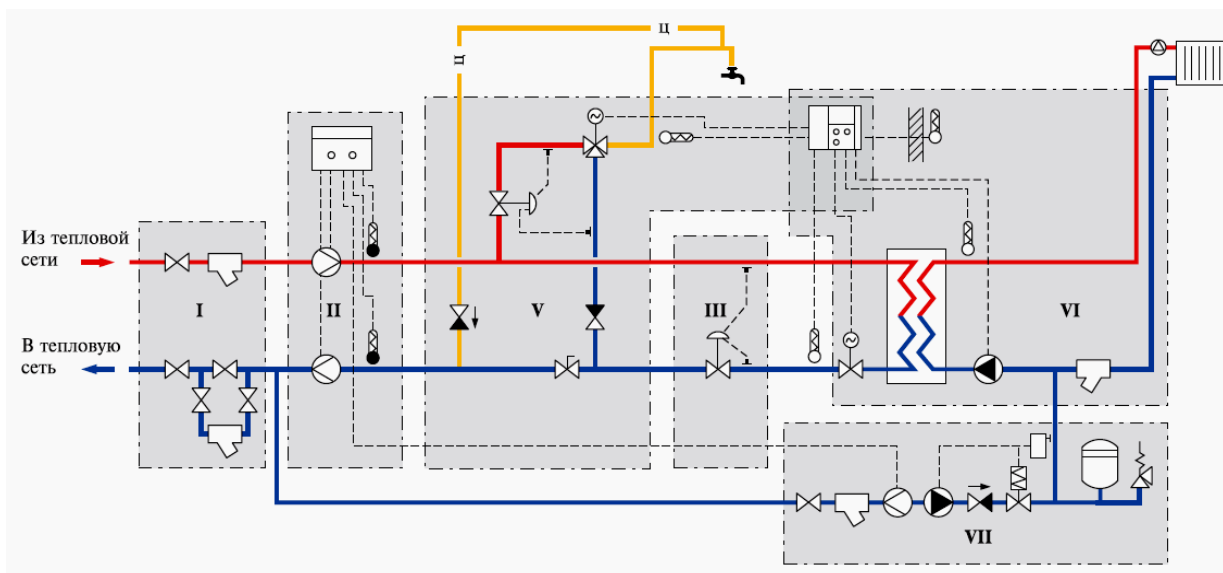 ц
ц
Из тепловой
сети
I
II
V
III
VI
В тепловую
сеть
VII